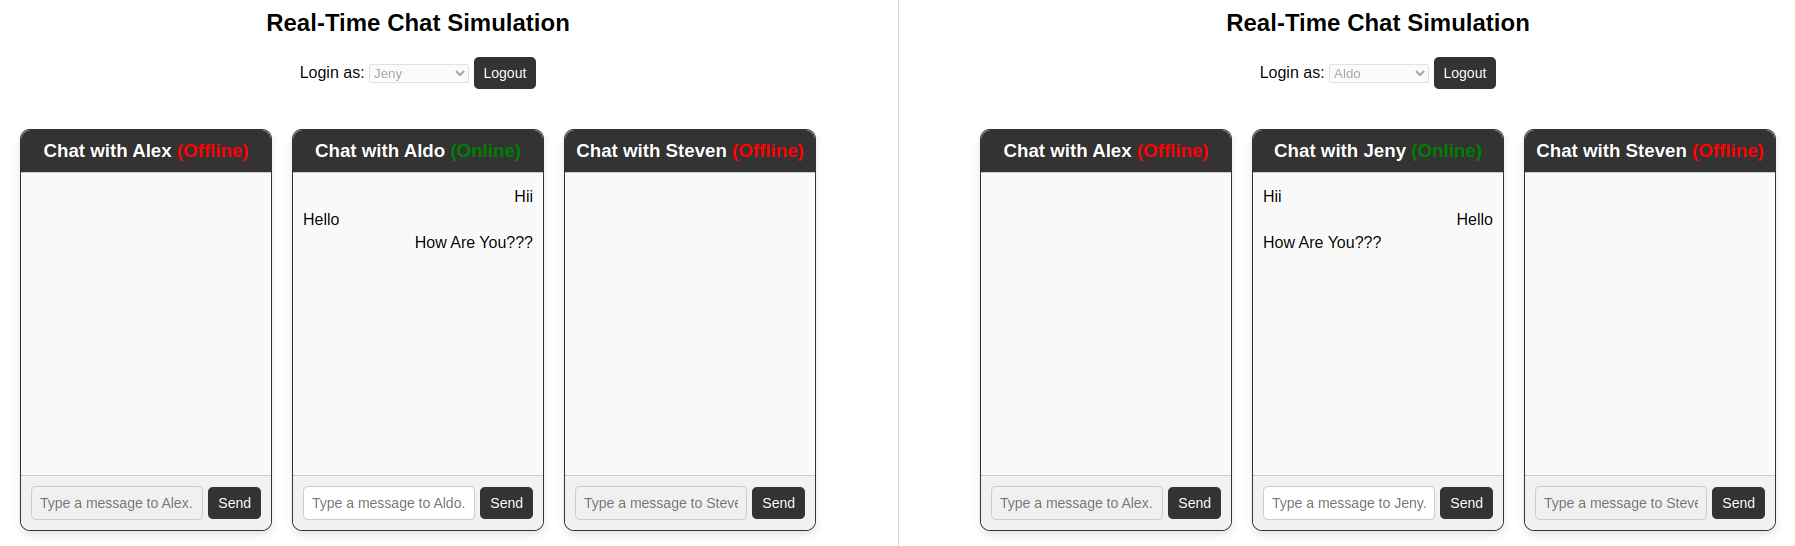 Real-Time Chat Simulation
Login as: Jeny Logout
Chat with Alex (Offline)
Type a message to Alex. Send
Chat with Aldo (Online)
Hii
Hello
How Are You???
Type a message to Aldo. Send
Chat with Steven (Offline)
Type a message to Steve Send
Real-Time Chat Simulation
Login as: Aldo Logout
Chat with Alex (Offline)
Type a message to Alex. Send
Chat with Jeny (Online)
Hii
Hello
How Are You???
Type a message to Jeny. Send
Chat with Steven (Offline)
Type a message to Steve Send